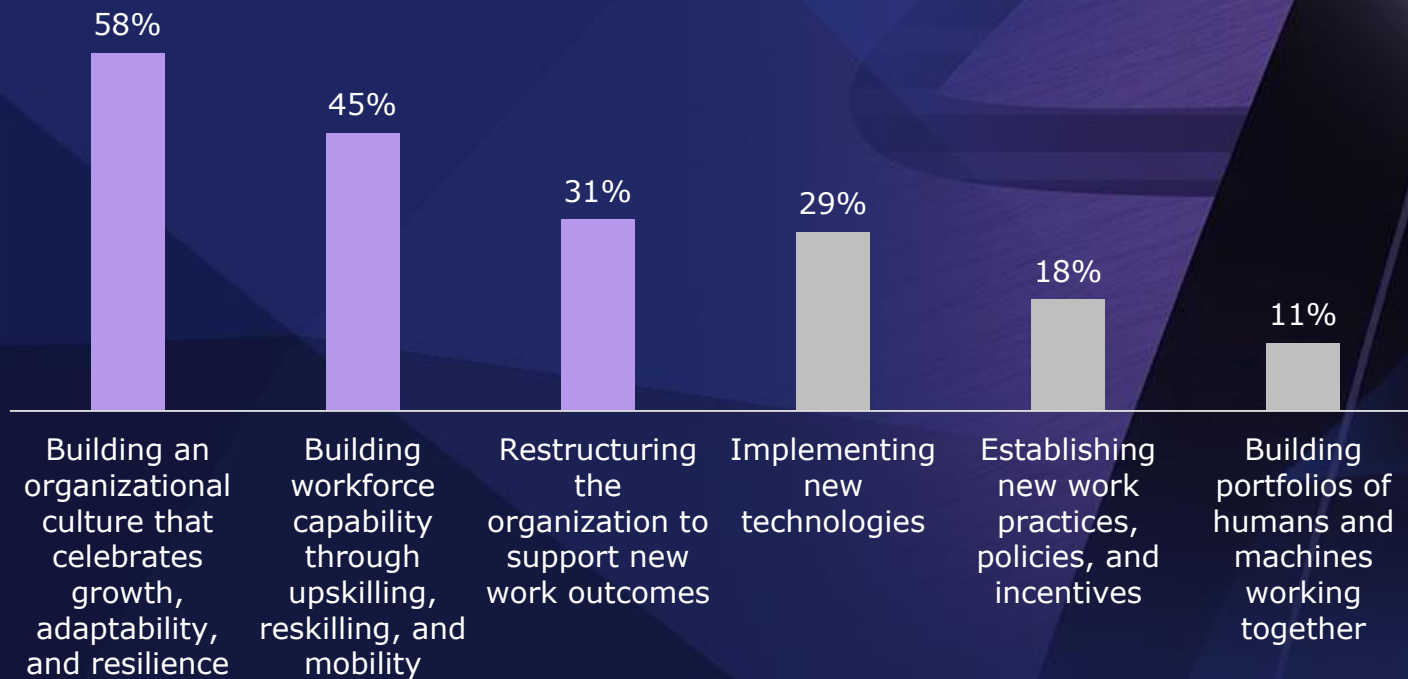 58%
45%
31%
29%
18%
11%
Building an
organizational
culture that
celebrates
growth,
adaptability,
and resilience
Building
workforce
capability
through
upskilling,
reskilling, and
mobility
Restructuring
the
organization to
support new
work outcomes
Implementing
new
technologies
Establishing
new work
practices,
policies, and
incentives
Building
portfolios of
humans and
machines
working
together